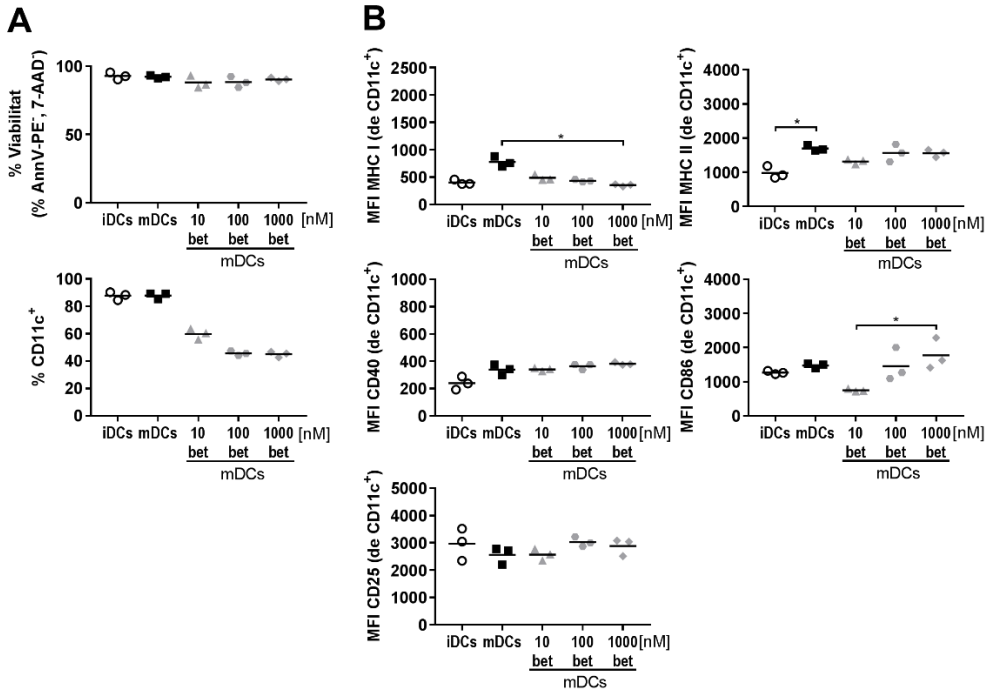 A
% Viabilitat
(% AnnV-PE⁻, 7-AAD⁻)
100
50
0
iDCs mDCs 10 100 1000 [nM]
bet bet bet
mDCs
% CD11c⁺
100
80
60
40
20
0
iDCs mDCs 10 100 1000 [nM]
bet bet bet
mDCs
B
MFI MHC I (de CD11c⁺)
2500
2000
1500
1000
500
0
*
iDCs mDCs 10 100 1000 [nM]
bet bet bet
mDCs
MFI MHC II (de CD11c⁺)
4000
3000
2000
1000
0
*
iDCs mDCs 10 100 1000 [nM]
bet bet bet
mDCs
MFI CD40 (de CD11c⁺)
1000
800
600
400
200
0
iDCs mDCs 10 100 1000 [nM]
bet bet bet
mDCs
MFI CD86 (de CD11c⁺)
4000
3000
2000
1000
0
*
iDCs mDCs 10 100 1000 [nM]
bet bet bet
mDCs
MFI CD25 (de CD11c⁺)
5000
4000
3000
2000
1000
0
iDCs mDCs 10 100 1000 [nM]
bet bet bet
mDCs